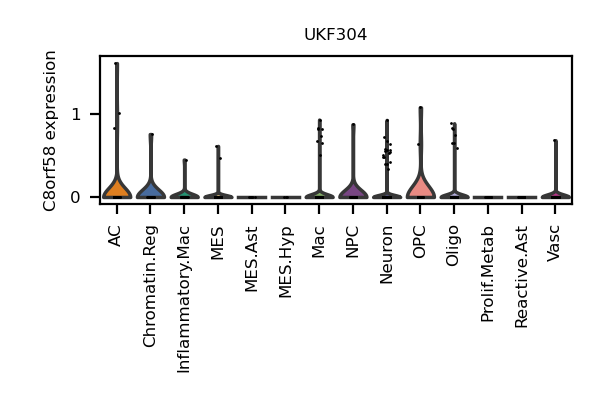 UKF304
C8orf58 expression
1
0
AC
Chromatin.Reg
Inflammatory.Mac
MES
MES.Ast
MES.Hyp
Mac
NPC
Neuron
OPC
Oligo
Prolif.Metab
Reactive.Ast
Vasc